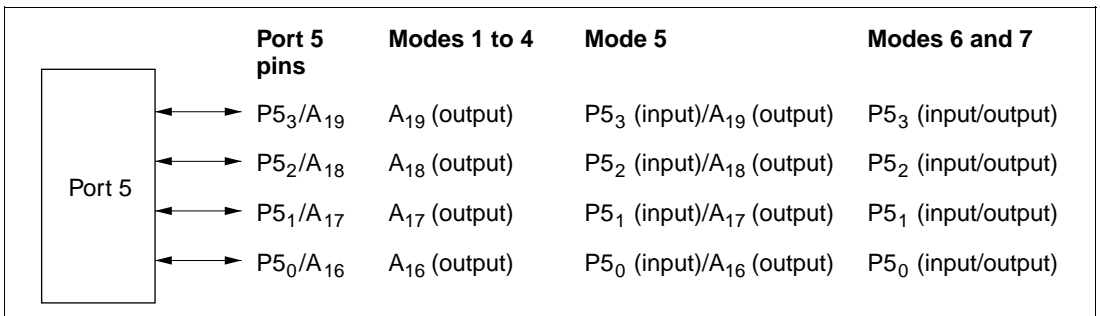 Port 5 pins Modes 1 to 4 Mode 5 Modes 6 and 7
P5₃/A₁₉ A₁₉ (output) P5₃ (input)/A₁₉ (output) P5₃ (input/output)
P5₂/A₁₈ A₁₈ (output) P5₂ (input)/A₁₈ (output) P5₂ (input/output)
Port 5
P5₁/A₁₇ A₁₇ (output) P5₁ (input)/A₁₇ (output) P5₁ (input/output)
P5₀/A₁₆ A₁₆ (output) P5₀ (input)/A₁₆ (output) P5₀ (input/output)